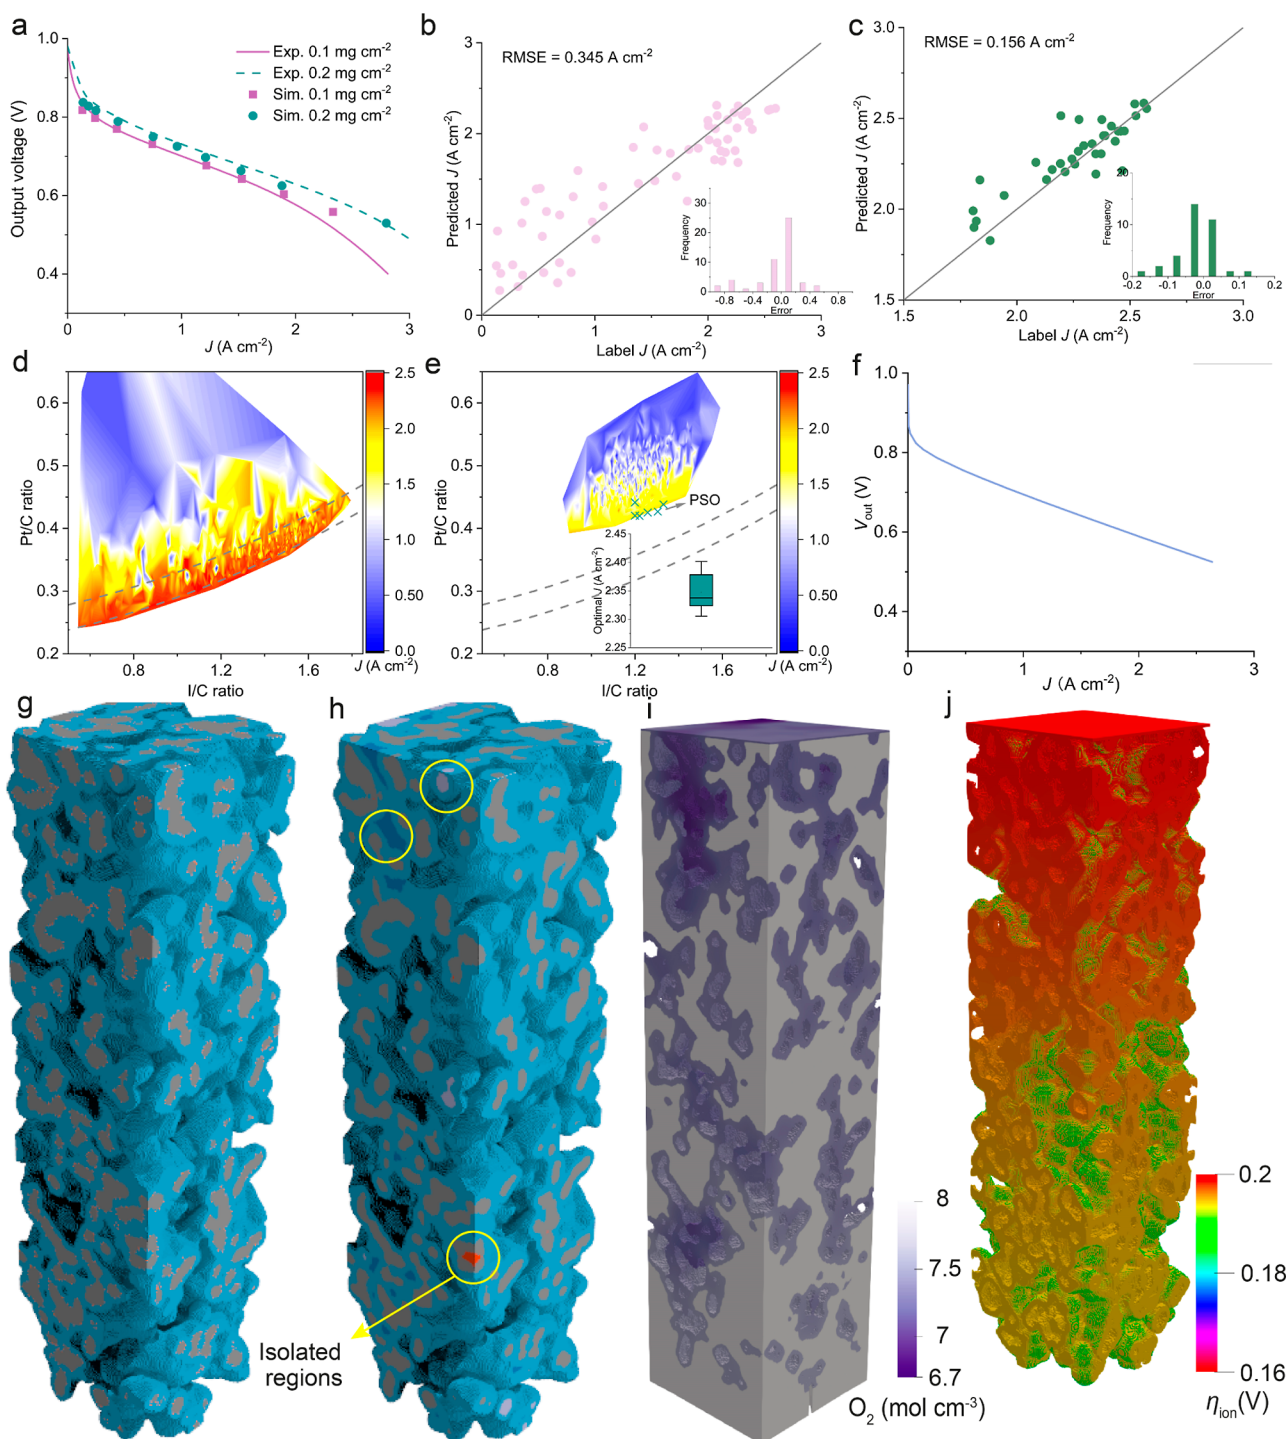 a
1.0
0.8
0.6
0.4
0
1
2
3
Output voltage (V)
J (A cm⁻²)
Exp. 0.1 mg cm⁻²
Exp. 0.2 mg cm⁻²
Sim. 0.1 mg cm⁻²
Sim. 0.2 mg cm⁻²
b
RMSE = 0.345 A cm⁻²
3
2
1
0
0
1
2
3
Predicted J (A cm⁻²)
Label J (A cm⁻²)
30
20
10
0
Frequency
-0.8
-0.4
0.0
0.4
0.8
Error
c
RMSE = 0.156 A cm⁻²
3.0
2.5
2.0
1.5
1.5
2.0
2.5
3.0
Predicted J (A cm⁻²)
Label J (A cm⁻²)
20
10
0
Frequency
-0.2
-0.1
0.0
0.1
0.2
Error
d
0.6
0.5
0.4
0.3
0.2
0.8
1.2
1.6
Pt/C ratio
I/C ratio
2.5
2.0
1.5
1.0
0.50
0.0
J (A cm⁻²)
e
0.6
0.5
0.4
0.3
0.2
0.8
1.2
1.6
Pt/C ratio
I/C ratio
PSO
2.45
2.40
2.35
2.30
2.25
Optimal J (A cm⁻²)
2.5
2.0
1.5
1.0
0.50
0.0
J (A cm⁻²)
f
1.0
0.8
0.6
0.4
0
1
2
3
Vout (V)
J (A cm⁻²)
g
h
Isolated
regions
i
8
7.5
7
6.7
O₂ (mol cm⁻³)
j
0.2
0.18
0.16
ηion(V)